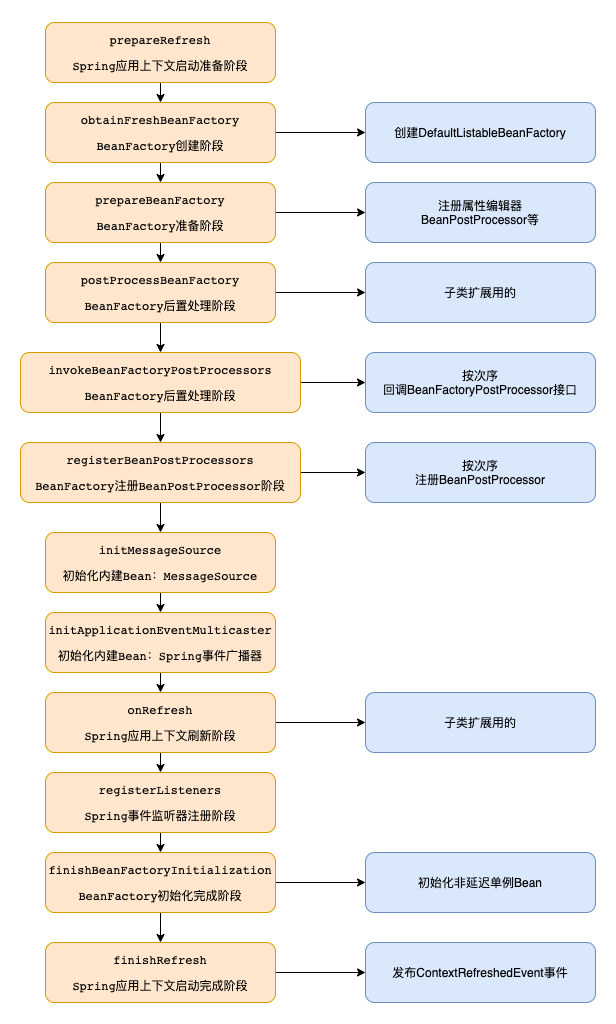 prepareRefresh
Spring应用上下文启动准备阶段
obtainFreshBeanFactory
BeanFactory创建阶段
创建DefaultListableBeanFactory
prepareBeanFactory
BeanFactory准备阶段
注册属性编辑器
BeanPostProcessor等
postProcessBeanFactory
BeanFactory后置处理阶段
子类扩展用的
invokeBeanFactoryPostProcessors
BeanFactory后置处理阶段
按次序
回调BeanFactoryPostProcessor接口
registerBeanPostProcessors
BeanFactory注册BeanPostProcessor阶段
按次序
注册BeanPostProcessor
initMessageSource
初始化内建Bean：MessageSource
initApplicationEventMulticaster
初始化内建Bean：Spring事件广播器
onRefresh
Spring应用上下文刷新阶段
子类扩展用的
registerListeners
Spring事件监听器注册阶段
finishBeanFactoryInitialization
BeanFactory初始化完成阶段
初始化非延迟单例Bean
finishRefresh
Spring应用上下文启动完成阶段
发布ContextRefreshedEvent事件